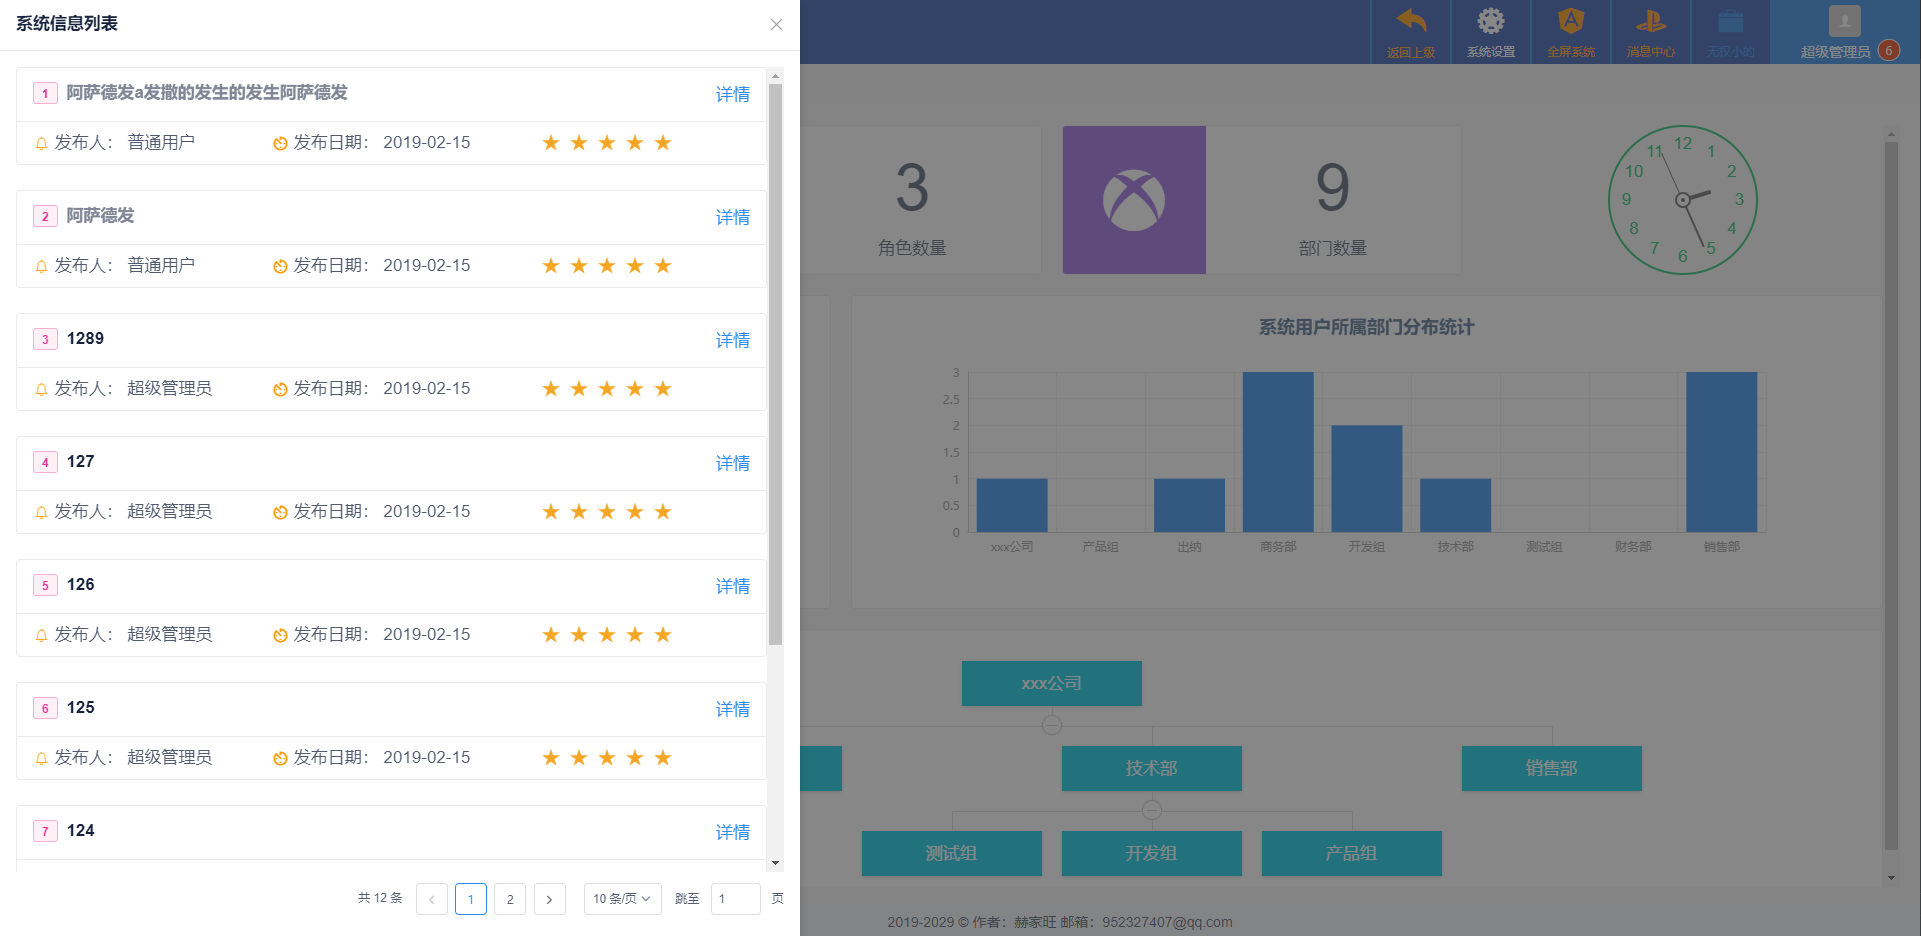 系统信息列表
1 阿萨德发a发撒的发生的发生阿萨德发 详情
发布人： 普通用户 发布日期： 2019-02-15
2 阿萨德发 详情
发布人： 普通用户 发布日期： 2019-02-15
3 1289 详情
发布人： 超级管理员 发布日期： 2019-02-15
4 127 详情
发布人： 超级管理员 发布日期： 2019-02-15
5 126 详情
发布人： 超级管理员 发布日期： 2019-02-15
6 125 详情
发布人： 超级管理员 发布日期： 2019-02-15
7 124 详情
共 12 条 1 2 10 条/页 跳至 1 页
返回上级 系统设置 全屏系统 消息中心 无权小的 超级管理员 6
3
角色数量
9
部门数量
12 1 2 3 4 5 6 7 8 9 10 11
系统用户所属部门分布统计
3
2.5
2
1.5
1
0.5
0
xxx公司 产品组 出纳 商务部 开发组 技术部 测试组 财务部 销售部
xxx公司
技术部 销售部
测试组 开发组 产品组
2019-2029 © 作者：赫家旺 邮箱：952327407@qq.com